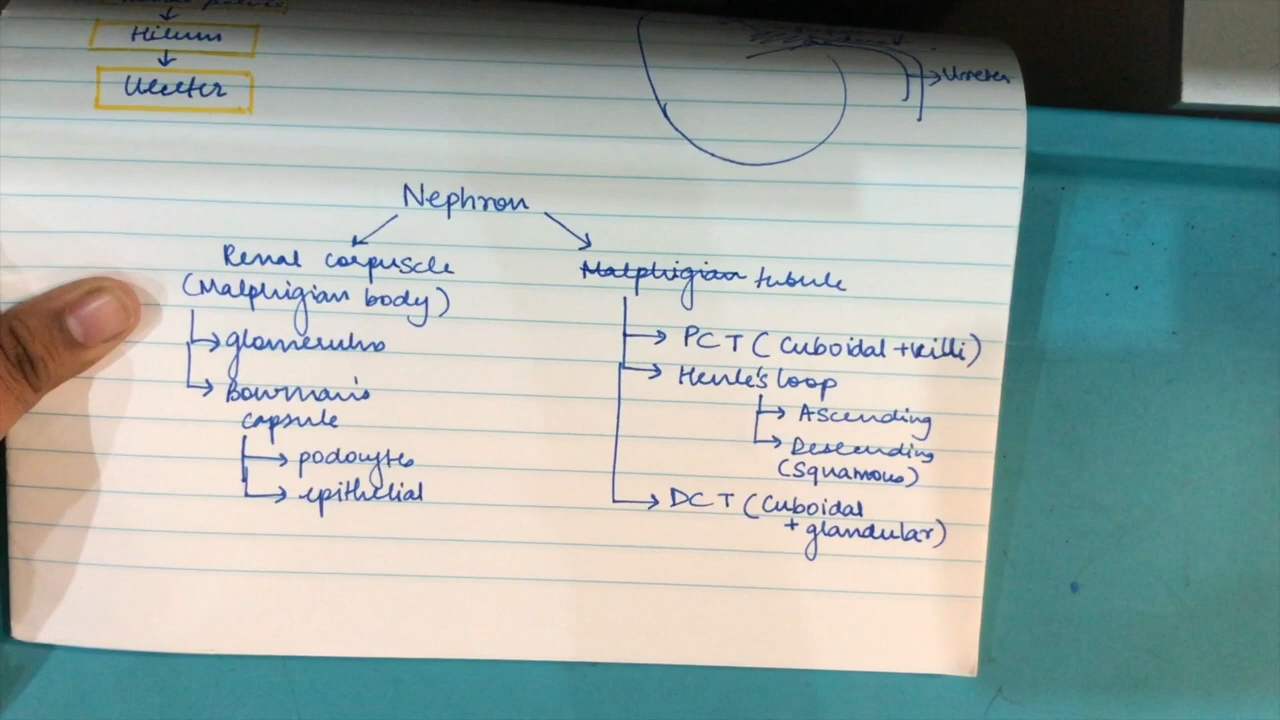 Hilum
Ureter
Ureter
Nephron
Renal corpuscle
(Malphigian body)
glomerulus
Bowman's
capsule
podocytes
epithelial
Malphigian tubule
PCT (Cuboidal + villi)
Henle's loop
Ascending
Descending
(Squamous)
DCT (Cuboidal
+ glandular)